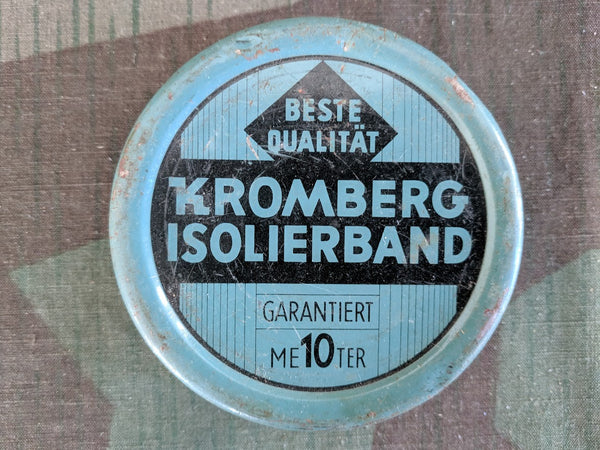 BESTE
QUALITÄT
KROMBERG
ISOLIERBAND
GARANTIERT
ME10TER